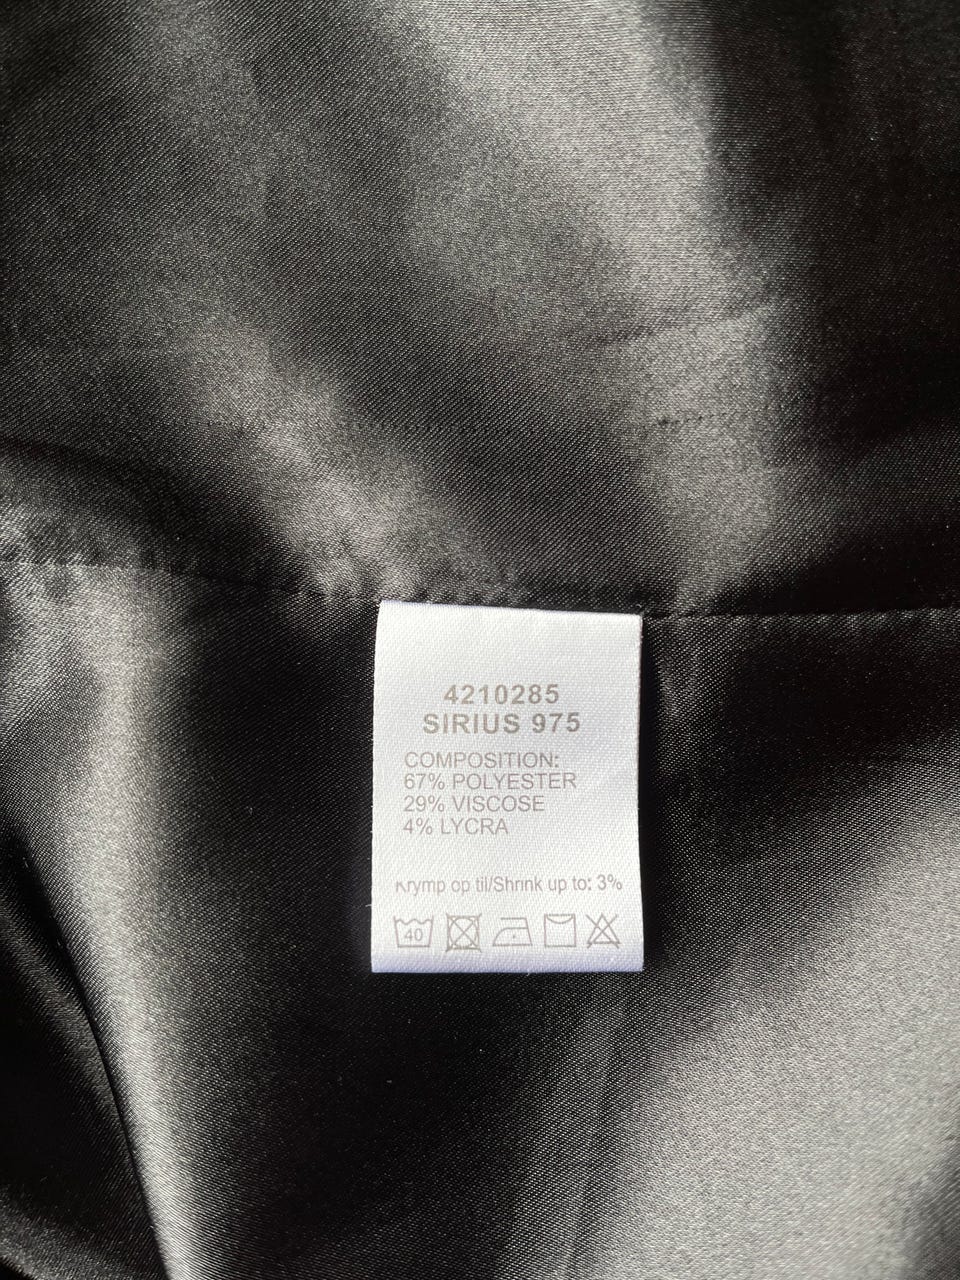 4210285
SIRIUS 975
COMPOSITION:
67% POLYESTER
29% VISCOSE
4% LYCRA
Krymp op til/Shrink up to: 3%
40